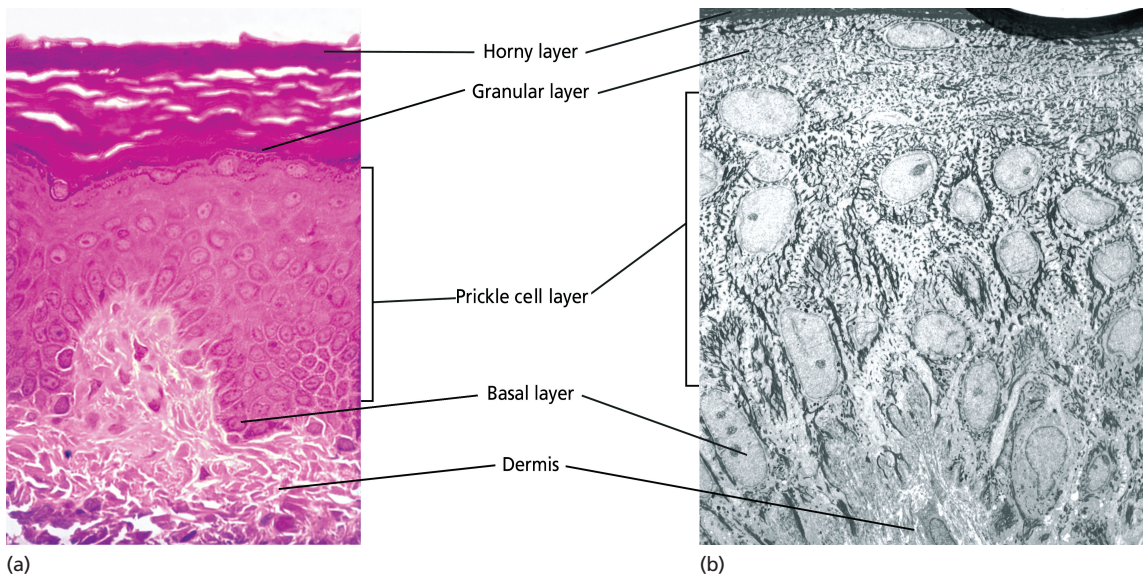 Horny layer
Granular layer
Prickle cell layer
Basal layer
Dermis
(a)
(b)